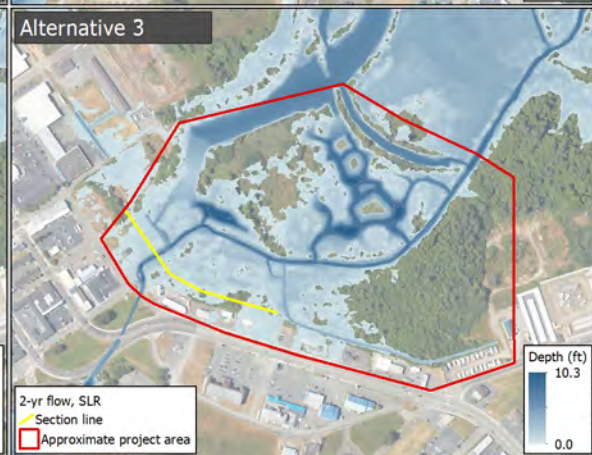 Alternative 3
2-yr flow, SLR
Section line
Approximate project area
Depth (ft)
10.3
0.0